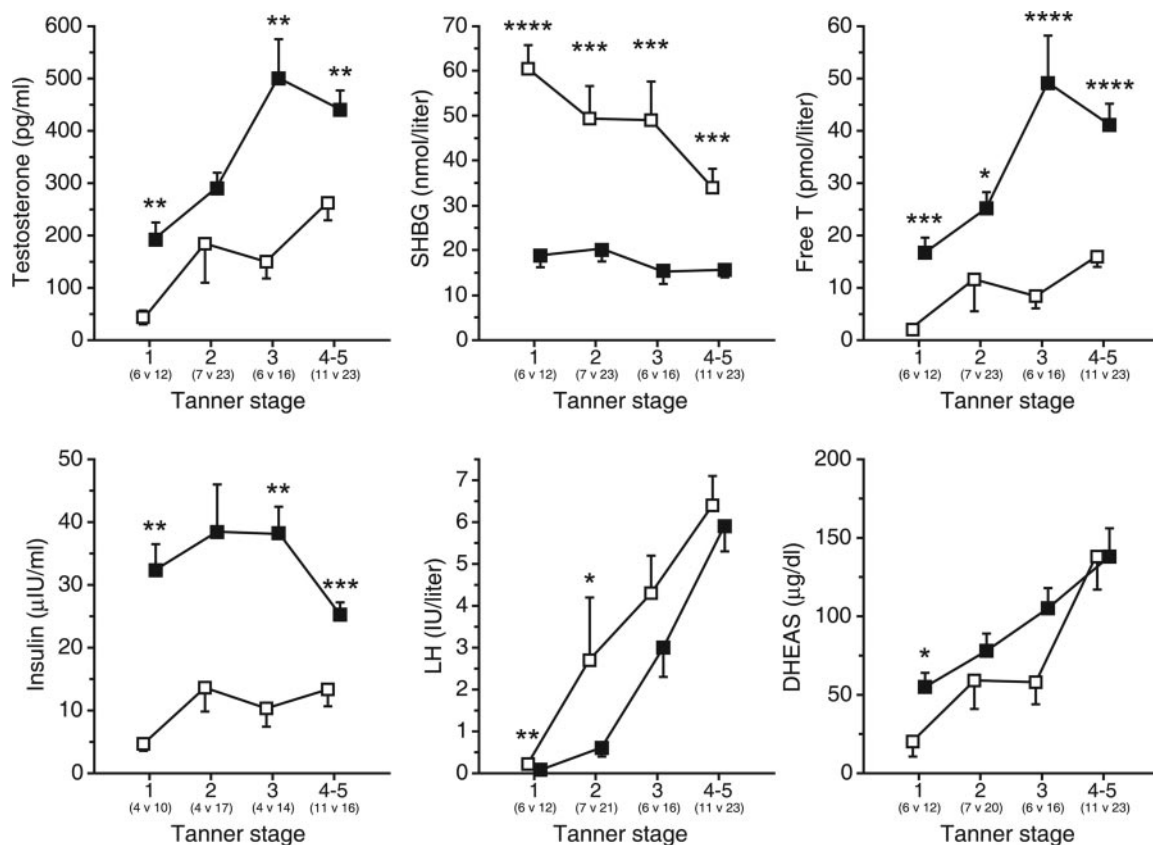 Testosterone (pg/ml)
600
500
400
300
200
100
0
**
**
**
1 2 3 4-5
(6 v 12) (7 v 23) (6 v 16) (11 v 23)
Tanner stage
SHBG (nmol/liter)
70
60
50
40
30
20
10
0
****
***
***
***
1 2 3 4-5
(6 v 12) (7 v 23) (6 v 16) (11 v 23)
Tanner stage
Free T (pmol/liter)
60
50
40
30
20
10
0
***
*
****
****
1 2 3 4-5
(6 v 12) (7 v 23) (6 v 16) (11 v 23)
Tanner stage
Insulin (μIU/ml)
50
40
30
20
10
0
**
**
***
1 2 3 4-5
(4 v 10) (4 v 17) (4 v 14) (11 v 16)
Tanner stage
LH (IU/liter)
7
6
5
4
3
2
1
0
**
*
1 2 3 4-5
(6 v 12) (7 v 21) (6 v 16) (11 v 23)
Tanner stage
DHEAS (μg/dl)
200
150
100
50
0
*
1 2 3 4-5
(6 v 12) (7 v 20) (6 v 16) (11 v 23)
Tanner stage